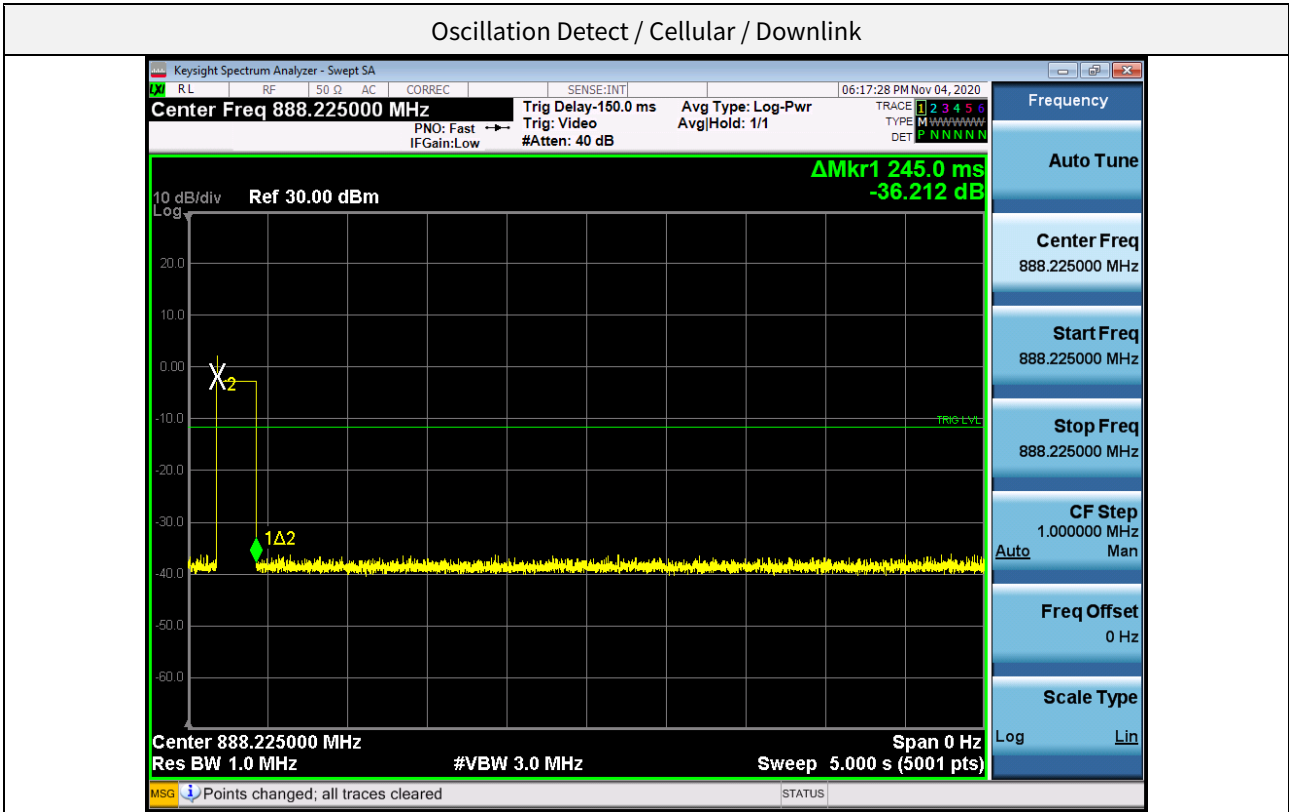 Oscillation Detect / Cellular / Downlink
Keysight Spectrum Analyzer - Swept SA
LXI RL RF 50 Ω AC CORREC SENSE:INT 06:17:28 PM Nov 04, 2020
Center Freq 888.225000 MHz
PNO: Fast
IFGain:Low
Trig Delay-150.0 ms
Trig: Video
#Atten: 40 dB
Avg Type: Log-Pwr
Avg|Hold: 1/1
TRACE 1 2 3 4 5 6
TYPE M W W W W W
DET P N N N N N
ΔMkr1 245.0 ms
-36.212 dB
10 dB/div Ref 30.00 dBm
Log
20.0
10.0
0.00
-10.0
-20.0
-30.0
-40.0
-50.0
-60.0
X2
TRIG LVL
1Δ2
Center 888.225000 MHz Span 0 Hz
Res BW 1.0 MHz #VBW 3.0 MHz Sweep 5.000 s (5001 pts)
MSG Points changed; all traces cleared STATUS
Frequency
Auto Tune
Center Freq
888.225000 MHz
Start Freq
888.225000 MHz
Stop Freq
888.225000 MHz
CF Step
1.000000 MHz
Auto Man
Freq Offset
0 Hz
Scale Type
Log Lin